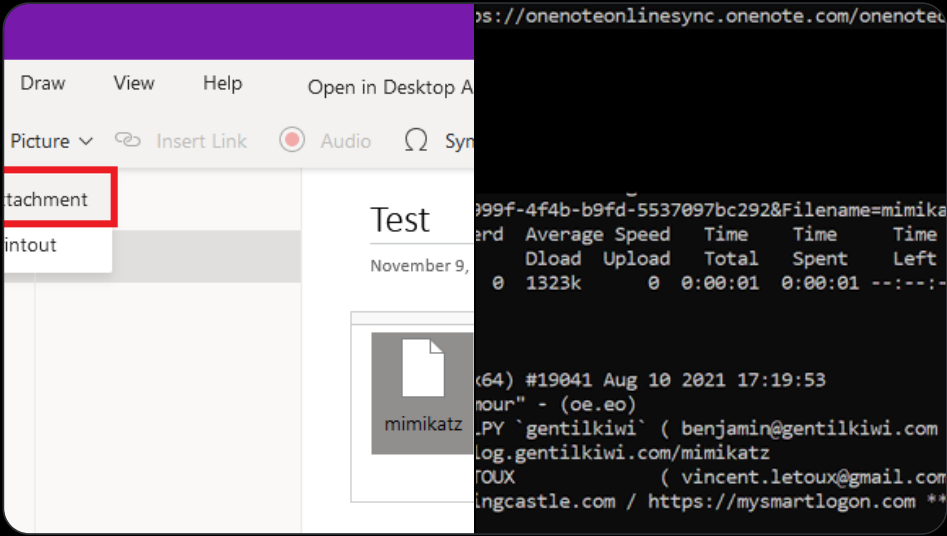 Draw View Help Open in Desktop A
Picture Insert Link Audio Ω Sym
ttachment
intout
Test
November 9,
mimikatz
ps://onenoteonlinesync.onenote.com/onenoted
999f-4f4b-b9fd-5537097bc292&Filename=mimika
erd Average Speed Time Time Time
Dload Upload Total Spent Left
0 1323k 0 0:00:01 0:00:01 --:--:-
x64) #19041 Aug 10 2021 17:19:53
mour" - (oe.eo)
LPY `gentilkiwi` ( benjamin@gentilkiwi.com
log.gentilkiwi.com/mimikatz
TOUX ( vincent.letoux@gmail.com
ingcastle.com / https://mysmartlogon.com **